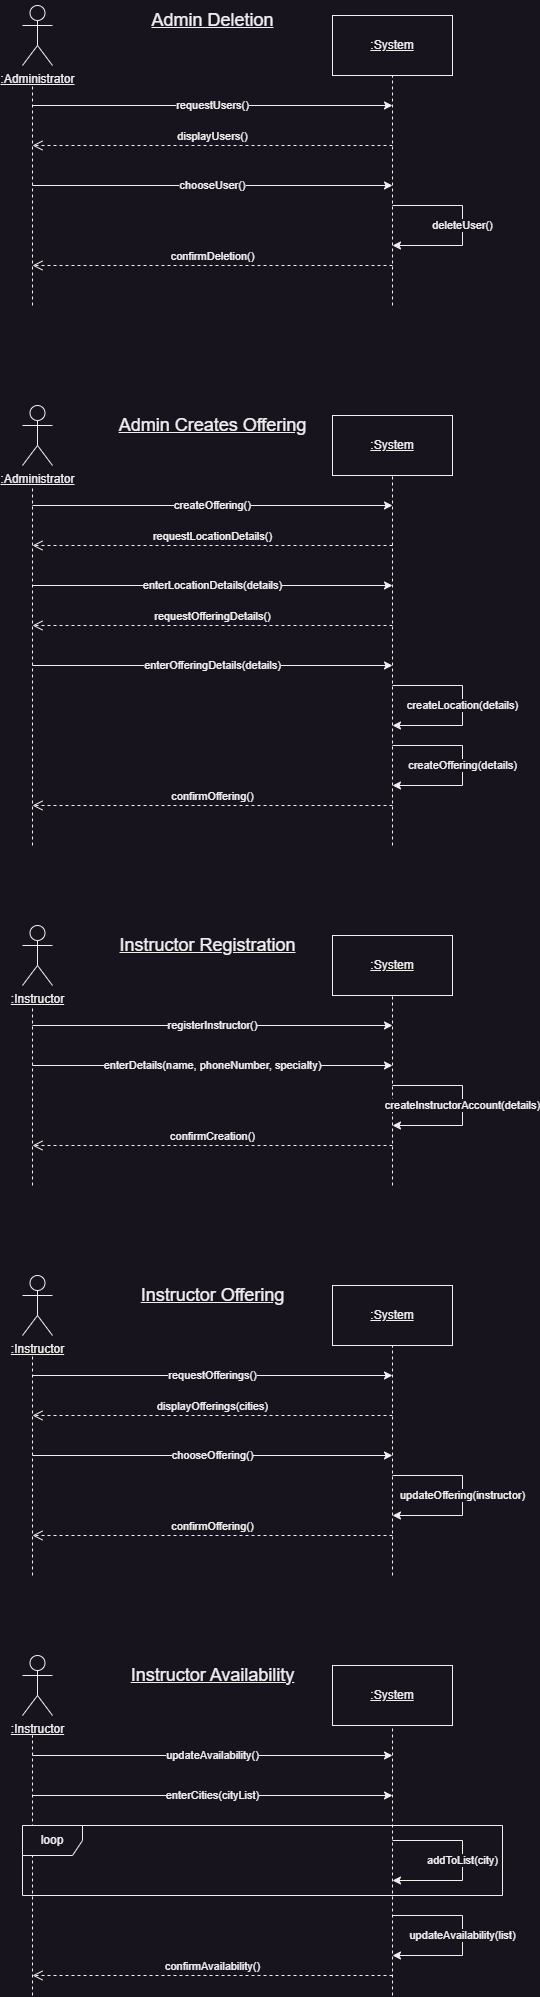 Admin Deletion
:System
:Administrator
requestUsers()
displayUsers()
chooseUser()
deleteUser()
confirmDeletion()
Admin Creates Offering
:System
:Administrator
createOffering()
requestLocationDetails()
enterLocationDetails(details)
requestOfferingDetails()
enterOfferingDetails(details)
createLocation(details)
createOffering(details)
confirmOffering()
Instructor Registration
:System
:Instructor
registerInstructor()
enterDetails(name, phoneNumber, specialty)
createInstructorAccount(details)
confirmCreation()
Instructor Offering
:System
:Instructor
requestOfferings()
displayOfferings(cities)
chooseOffering()
updateOffering(instructor)
confirmOffering()
Instructor Availability
:System
:Instructor
updateAvailability()
enterCities(cityList)
loop
addToList(city)
updateAvailability(list)
confirmAvailability()